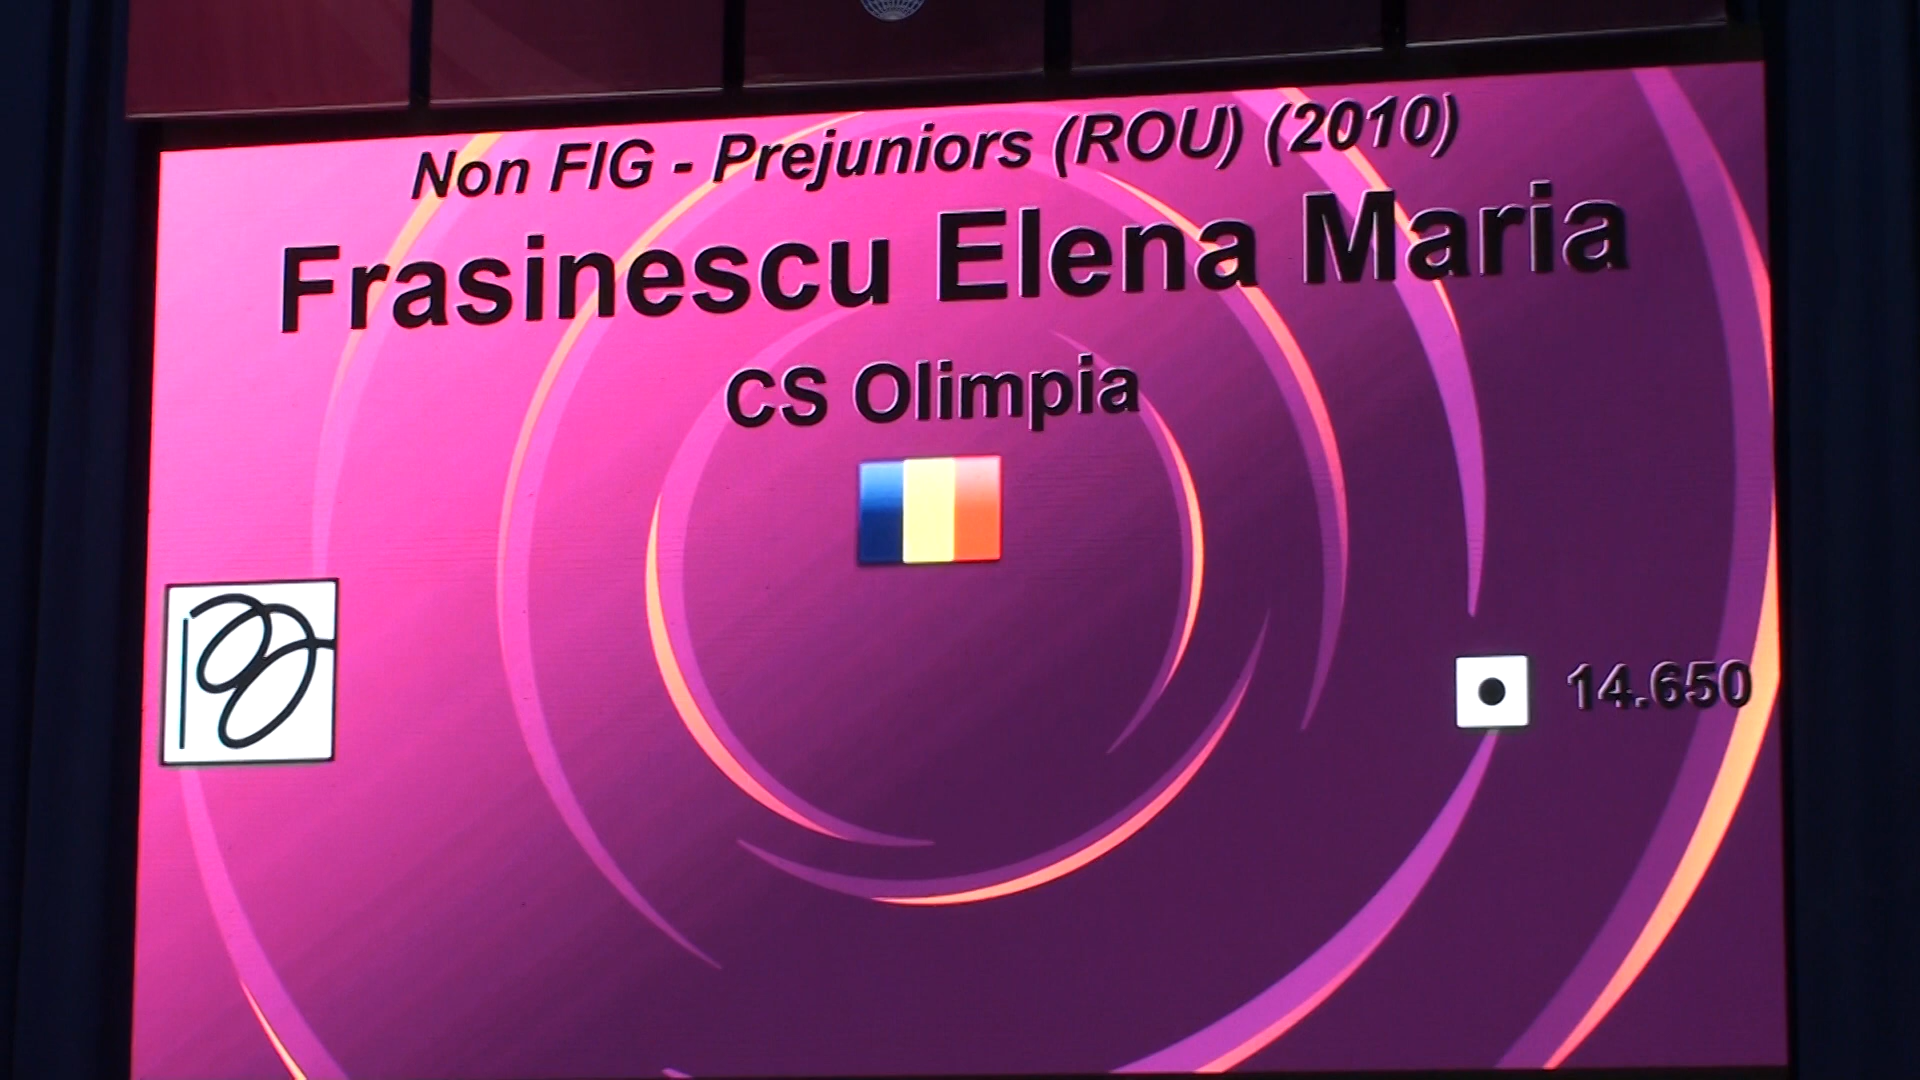 Non FIG - Prejuniors (ROU) (2010)
Frasinescu Elena Maria
CS Olimpia
14.650